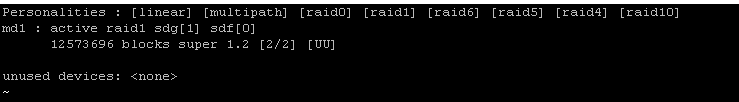 Personalities : [linear] [multipath] [raid0] [raid1] [raid6] [raid5] [raid4] [raid10]
md1 : active raid1 sdg[1] sdf[0]
      12573696 blocks super 1.2 [2/2] [UU]

unused devices: <none>
~